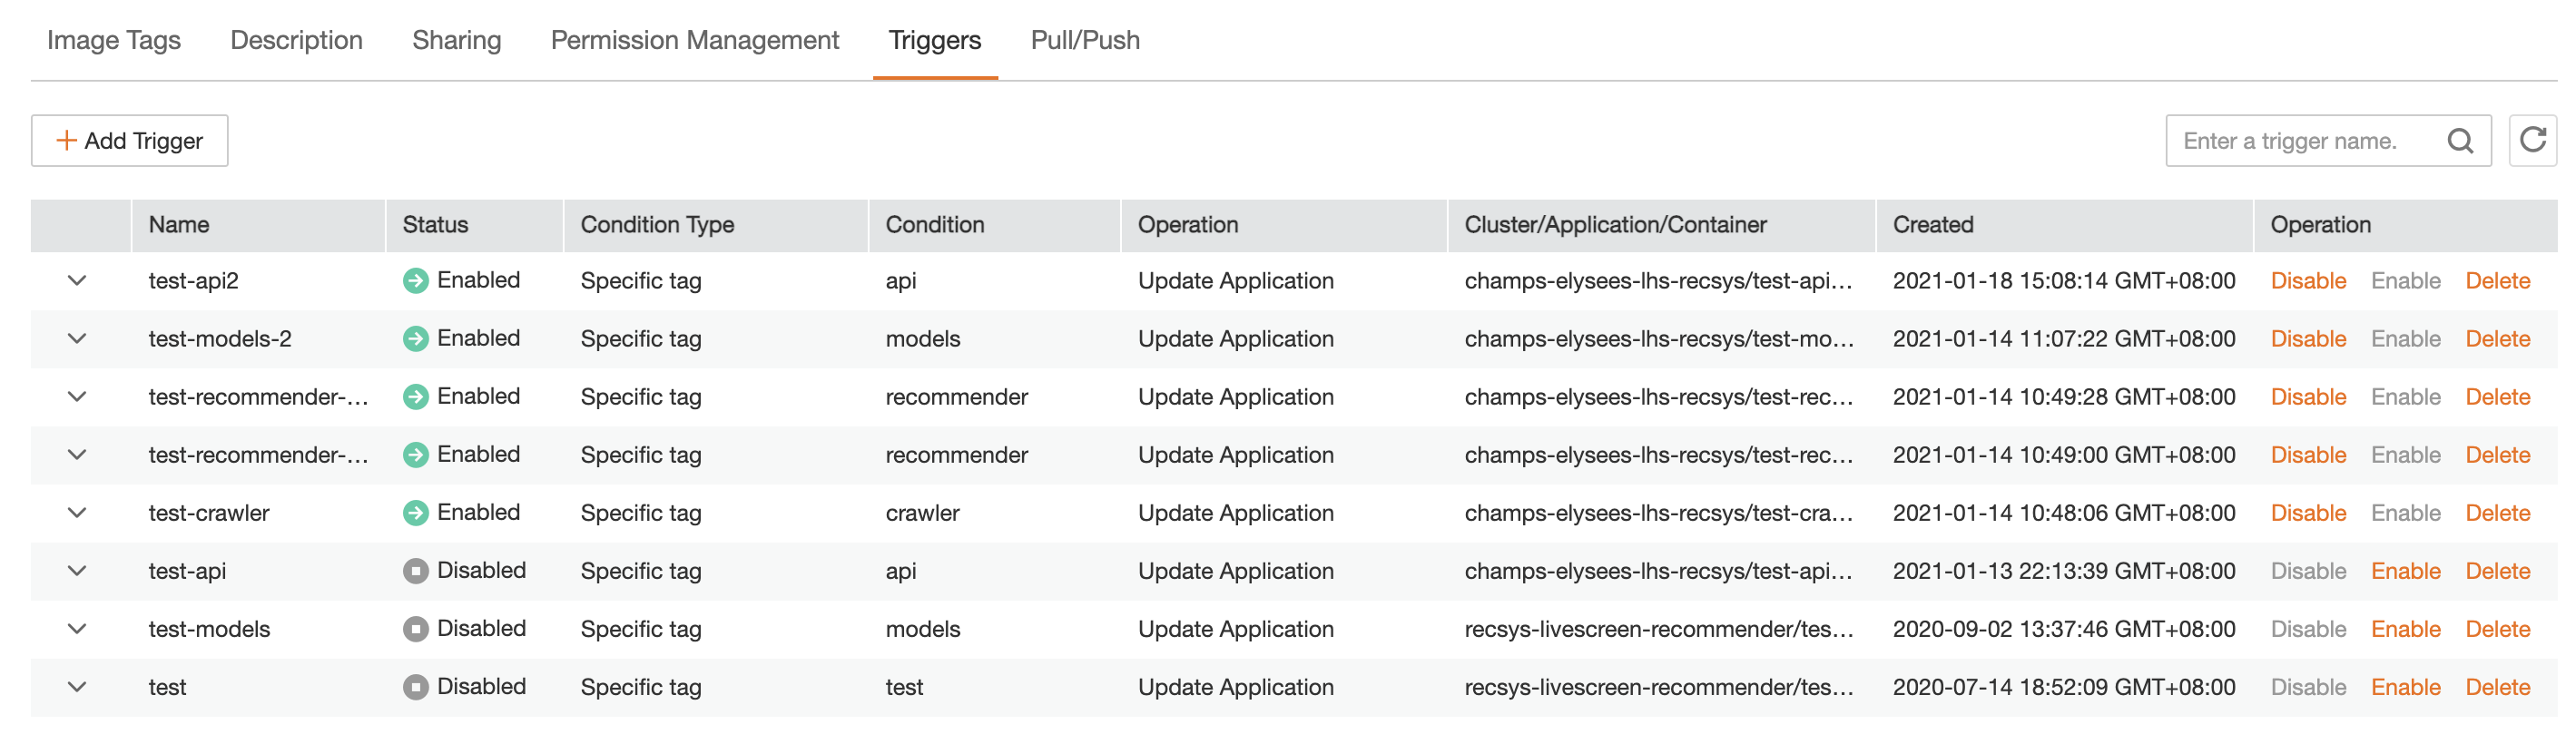 Image Tags Description Sharing Permission Management Triggers Pull/Push
+ Add Trigger Enter a trigger name.
Name Status Condition Type Condition Operation Cluster/Application/Container Created Operation
test-api2 Enabled Specific tag api Update Application champs-elysees-lhs-recsys/test-api... 2021-01-18 15:08:14 GMT+08:00 Disable Enable Delete
test-models-2 Enabled Specific tag models Update Application champs-elysees-lhs-recsys/test-mo... 2021-01-14 11:07:22 GMT+08:00 Disable Enable Delete
test-recommender-... Enabled Specific tag recommender Update Application champs-elysees-lhs-recsys/test-rec... 2021-01-14 10:49:28 GMT+08:00 Disable Enable Delete
test-recommender-... Enabled Specific tag recommender Update Application champs-elysees-lhs-recsys/test-rec... 2021-01-14 10:49:00 GMT+08:00 Disable Enable Delete
test-crawler Enabled Specific tag crawler Update Application champs-elysees-lhs-recsys/test-cra... 2021-01-14 10:48:06 GMT+08:00 Disable Enable Delete
test-api Disabled Specific tag api Update Application champs-elysees-lhs-recsys/test-api... 2021-01-13 22:13:39 GMT+08:00 Disable Enable Delete
test-models Disabled Specific tag models Update Application recsys-livescreen-recommender/tes... 2020-09-02 13:37:46 GMT+08:00 Disable Enable Delete
test Disabled Specific tag test Update Application recsys-livescreen-recommender/tes... 2020-07-14 18:52:09 GMT+08:00 Disable Enable Delete